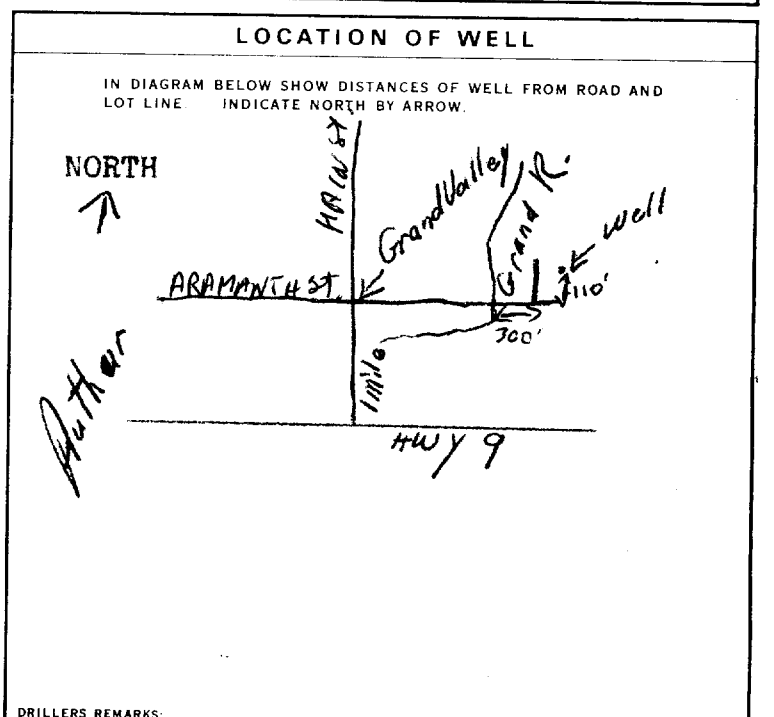 LOCATION OF WELL
IN DIAGRAM BELOW SHOW DISTANCES OF WELL FROM ROAD AND
LOT LINE. INDICATE NORTH BY ARROW.
NORTH
MAIN ST.
Grand Valley
Grand R.
Well
ARAMANTH ST.
110'
300'
1 mile
Arthur
HWY 9
DRILLERS REMARKS: